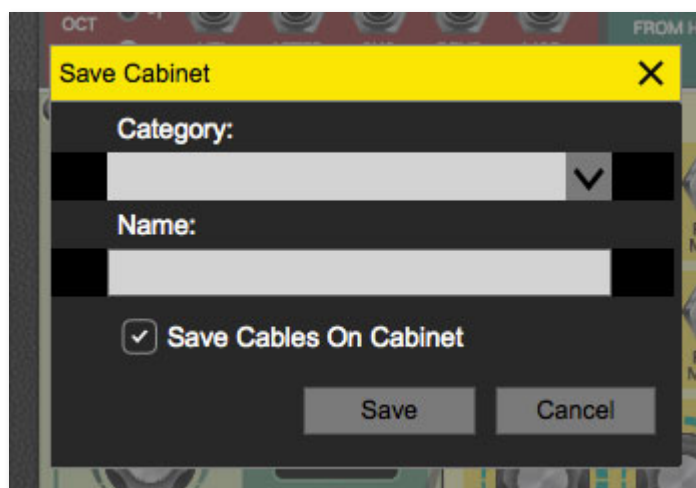 OCT
FROM H
Save Cabinet
Category:
Name:
Save Cables On Cabinet
Save
Cancel